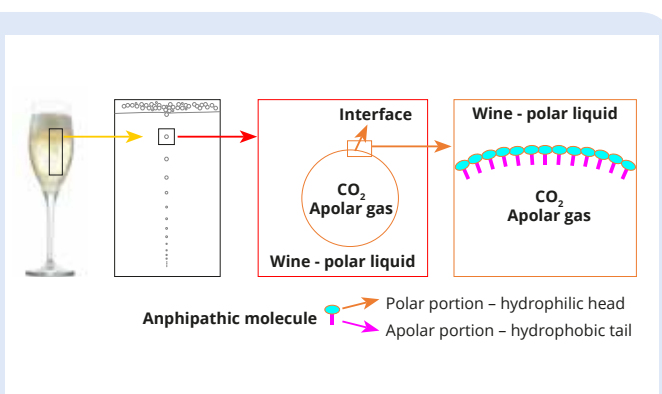 Interface
CO2
Apolar gas
Wine - polar liquid
Wine - polar liquid
CO2
Apolar gas
Anphipathic molecule
Polar portion – hydrophilic head
Apolar portion – hydrophobic tail